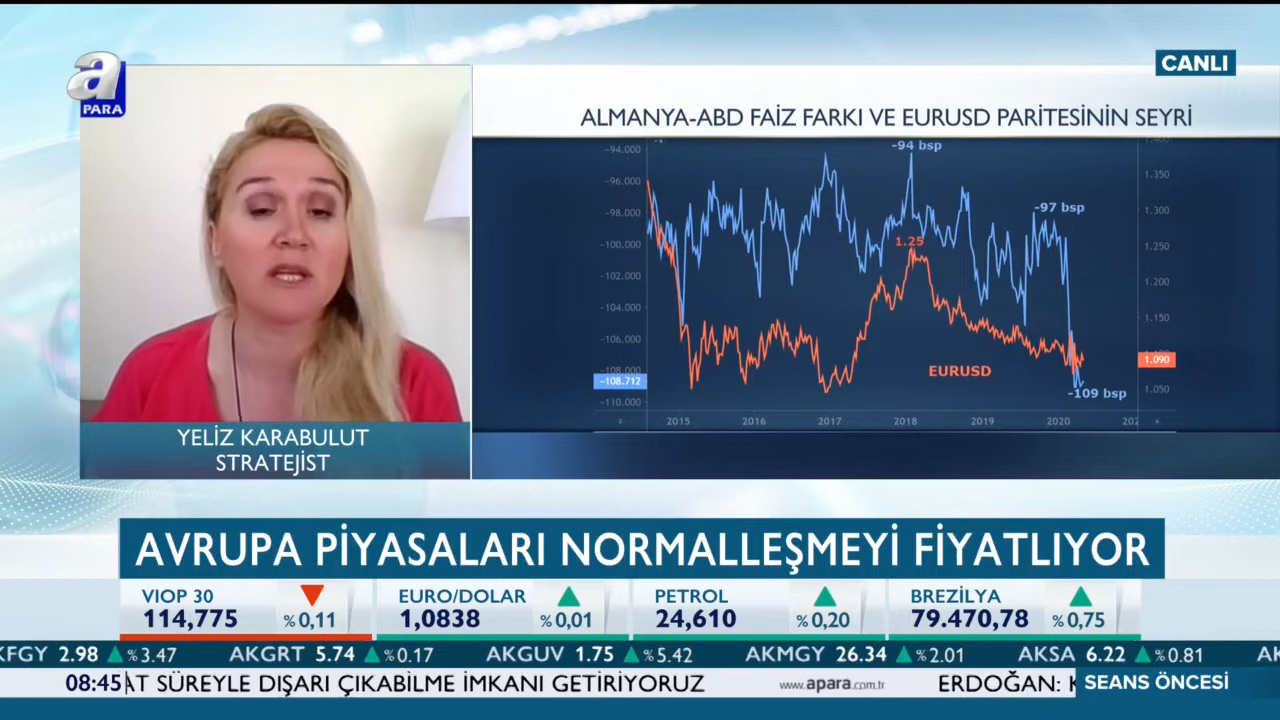 a
PARA
CANLI
ALMANYA-ABD FAİZ FARKI VE EURUSD PARİTESİNİN SEYRİ
-94.000
-96.000
-98.000
-100.000
-102.000
-104.000
-106.000
-108.000
-108.712
-110.000
-94 bsp
1.25
-97 bsp
EURUSD
-109 bsp
1.350
1.300
1.250
1.200
1.150
1.090
1.050
2015 2016 2017 2018 2019 2020
YELİZ KARABULUT
STRATEJİST
AVRUPA PİYASALARI NORMALLEŞMEYİ FİYATLIYOR
VIOP 30
114,775 %0,11
EURO/DOLAR
1,0838 %0,01
PETROL
24,610 %0,20
BREZİLYA
79.470,78 %0,75
KFGY 2.98 %3.47 AKGRT 5.74 %0.17 AKGUV 1.75 %5.42 AKMGY 26.34 %2.01 AKSA 6.22 %0.81 AK
08:45 AT SÜREYLE DIŞARI ÇIKABİLME İMKANI GETİRİYORUZ www.apara.com.tr ERDOĞAN: K SEANS ÖNCESİ